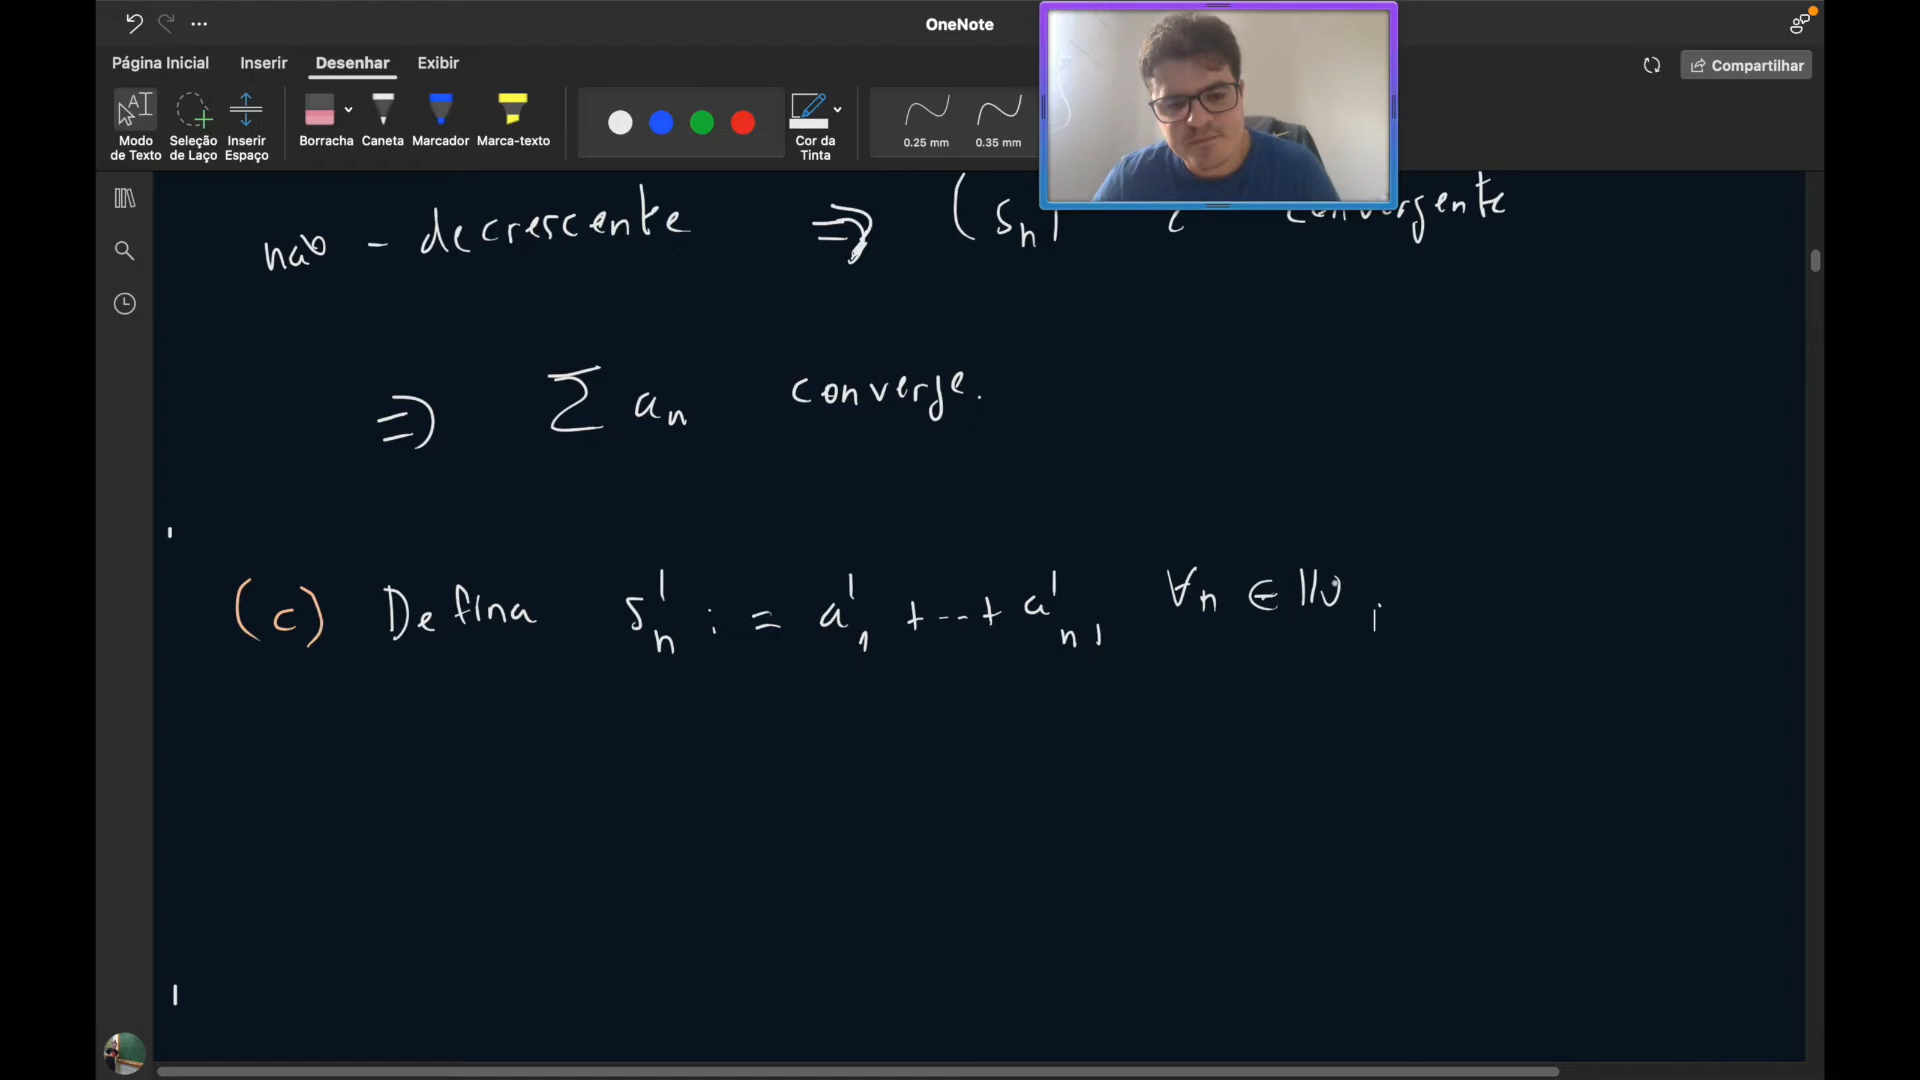 OneNote
Página Inicial Inserir Desenhar Exibir
Compartilhar
Modo de Texto
Seleção de Laço
Inserir Espaço
Borracha
Caneta
Marcador
Marca-texto
Cor da Tinta
0.25 mm
0.35 mm
não - decrescente ⇒ (sₙ) é convergente
⇒ ∑ aₙ converge.
(c) Defina s'ₙ := a'₁ + --- + a'ₙ, ∀n ∈ ℕ,